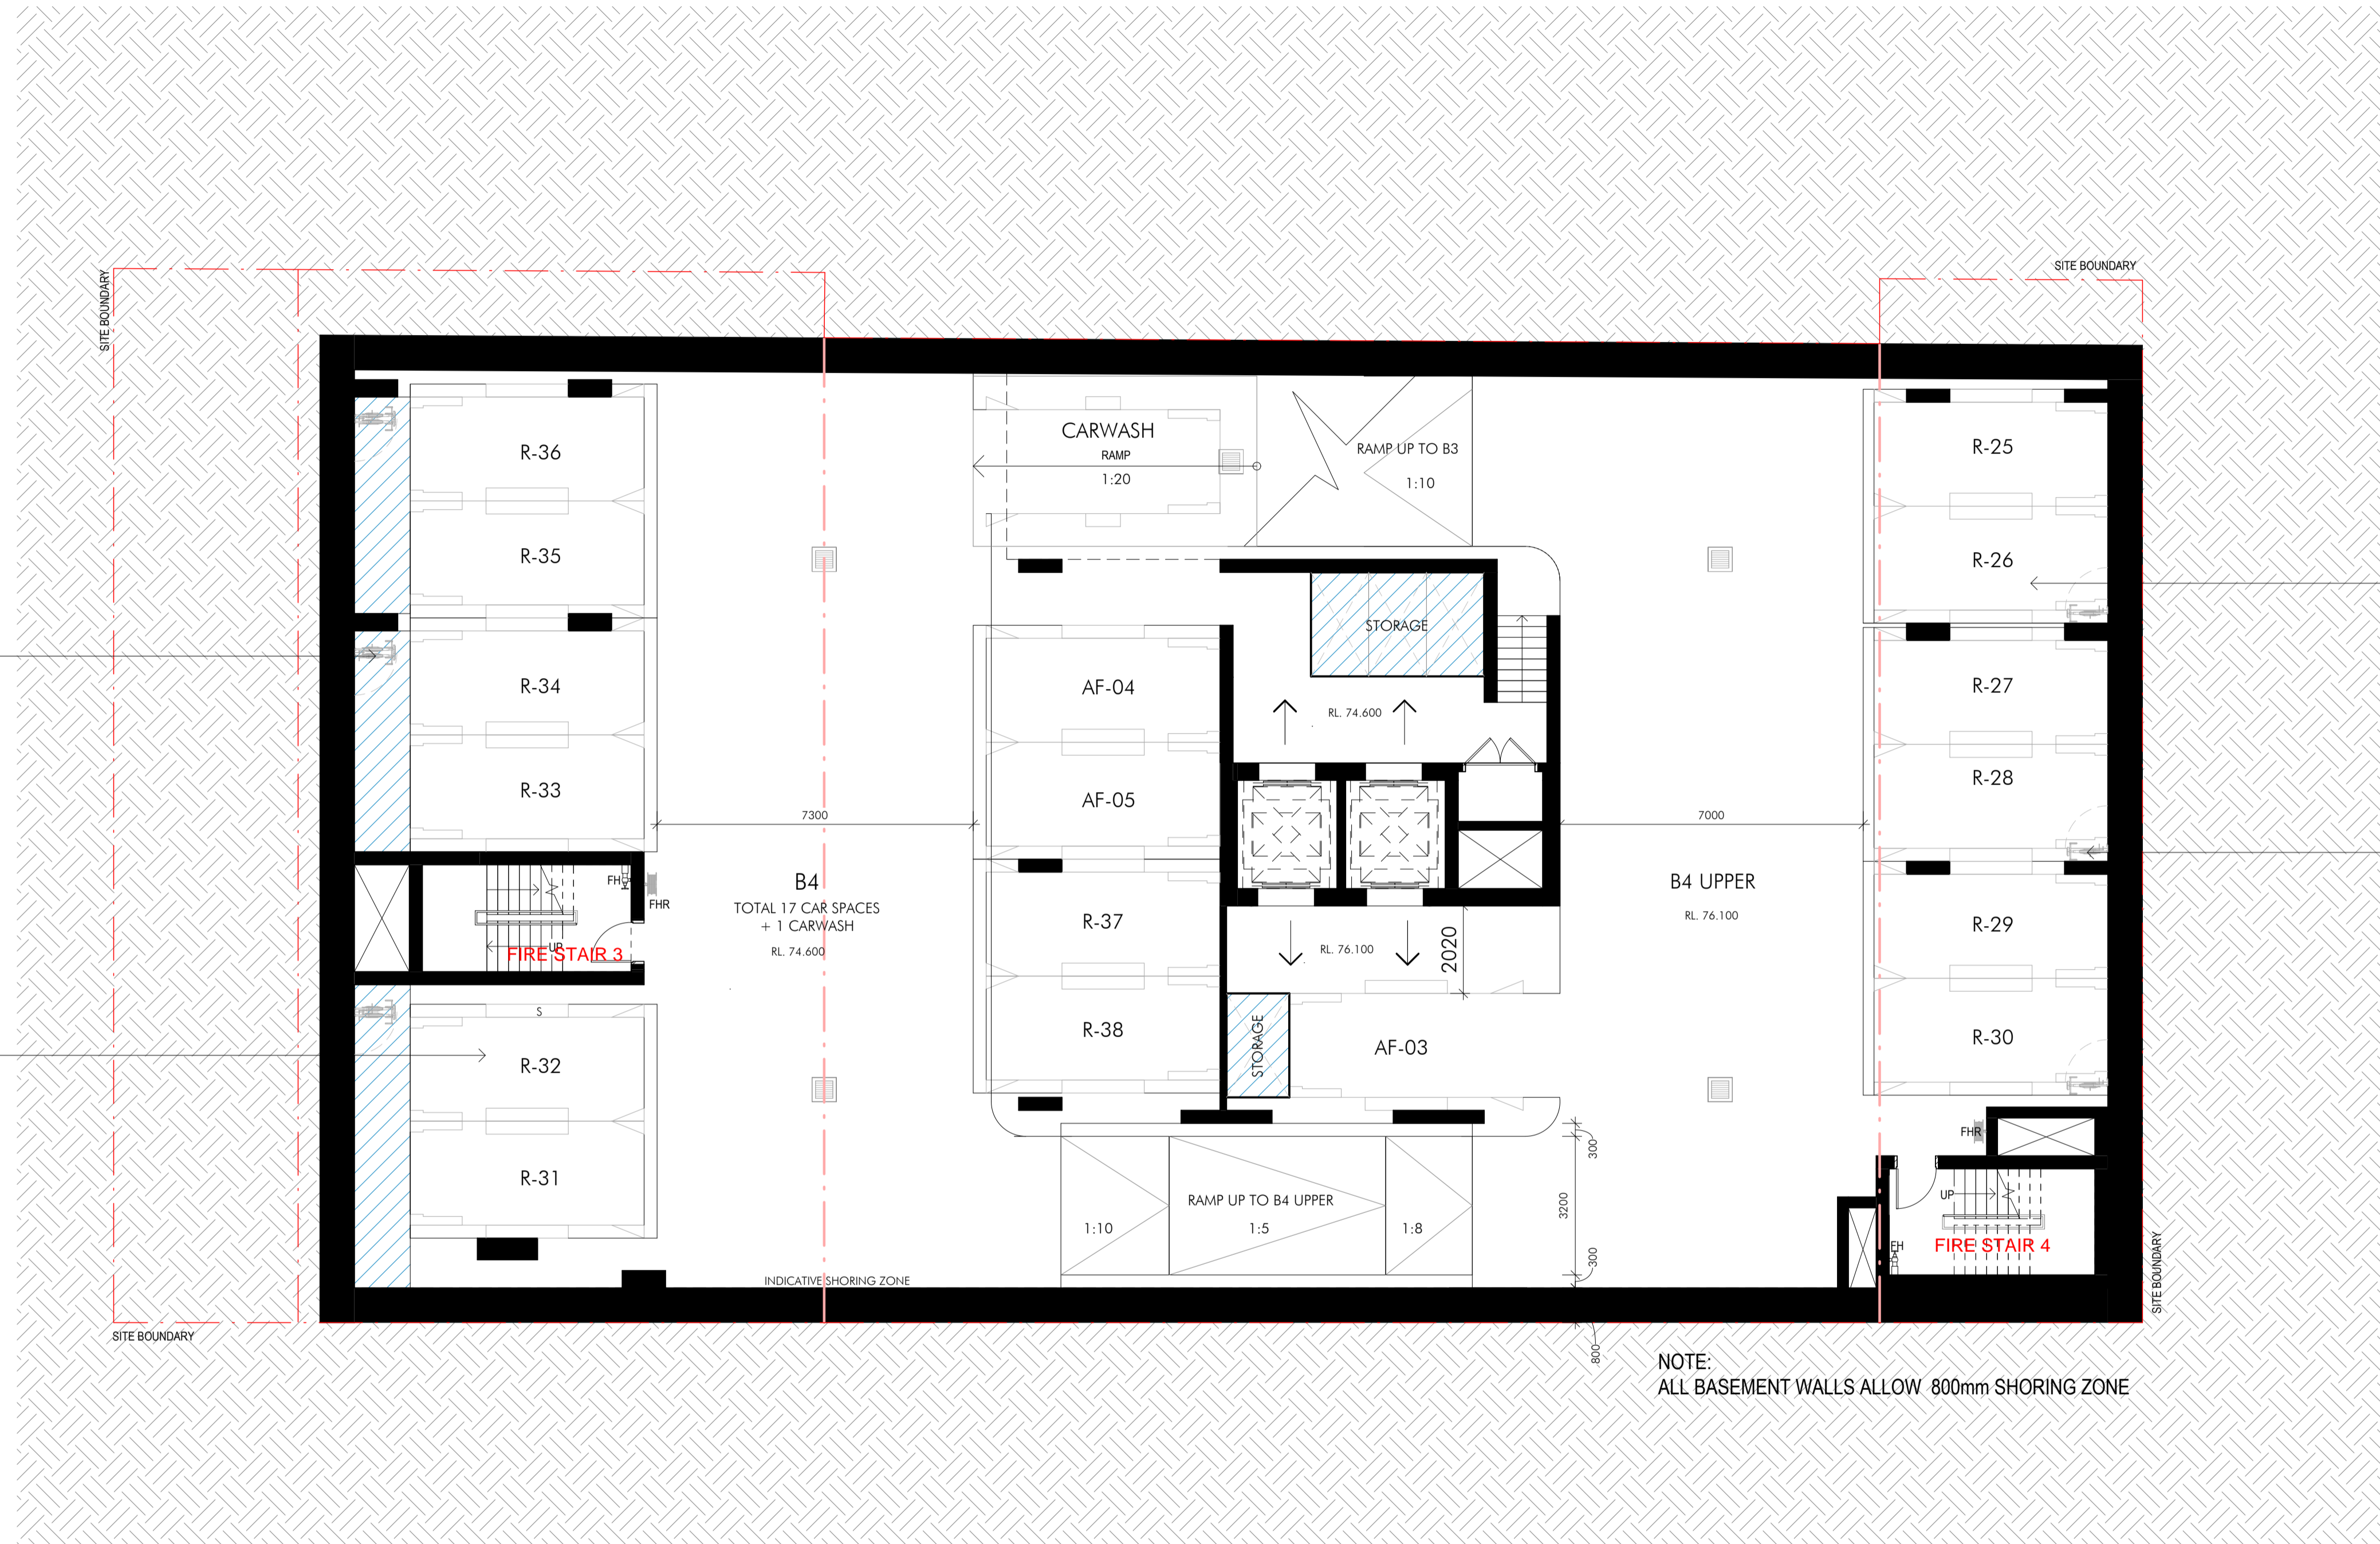 SITE BOUNDARY
SITE BOUNDARY
R-36
CARWASH
RAMP
1:20
RAMP UP TO B3
1:10
R-25
R-35
R-26
STORAGE
R-34
AF-04
RL. 74.600
R-27
R-33
AF-05
R-28
7300
7000
FH
FHR
B4
TOTAL 17 CAR SPACES
+ 1 CARWASH
RL. 74.600
UP
FIRE STAIR 3
R-37
RL. 76.100
2020
B4 UPPER
RL. 76.100
R-29
S
R-32
R-38
STORAGE
AF-03
R-30
R-31
RAMP UP TO B4 UPPER
1:10
1:5
1:8
300
3200
300
800
FHR
UP
FH
FIRE STAIR 4
INDICATIVE SHORING ZONE
SITE BOUNDARY
SITE BOUNDARY
NOTE:
ALL BASEMENT WALLS ALLOW 800mm SHORING ZONE